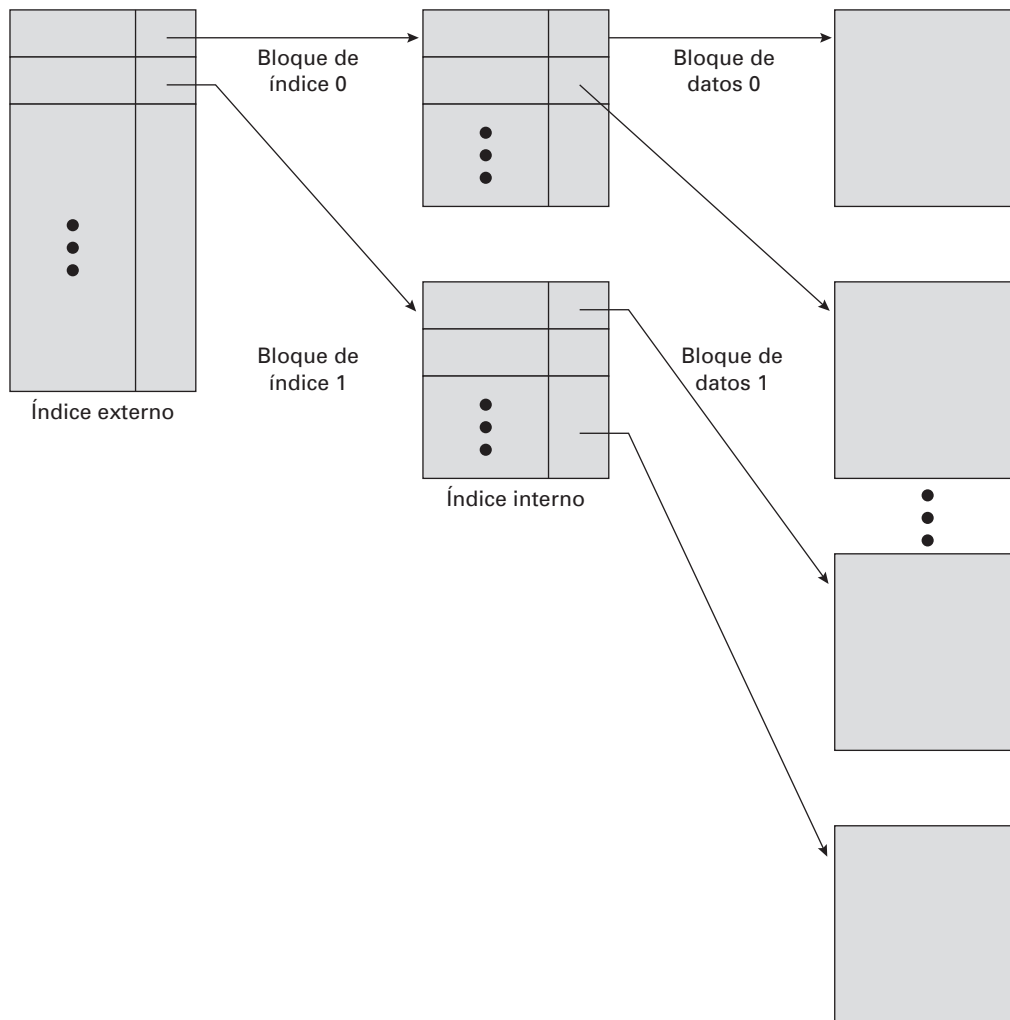 Bloque de
índice 0
Bloque de
datos 0
Bloque de
índice 1
Bloque de
datos 1
Índice externo
Índice interno